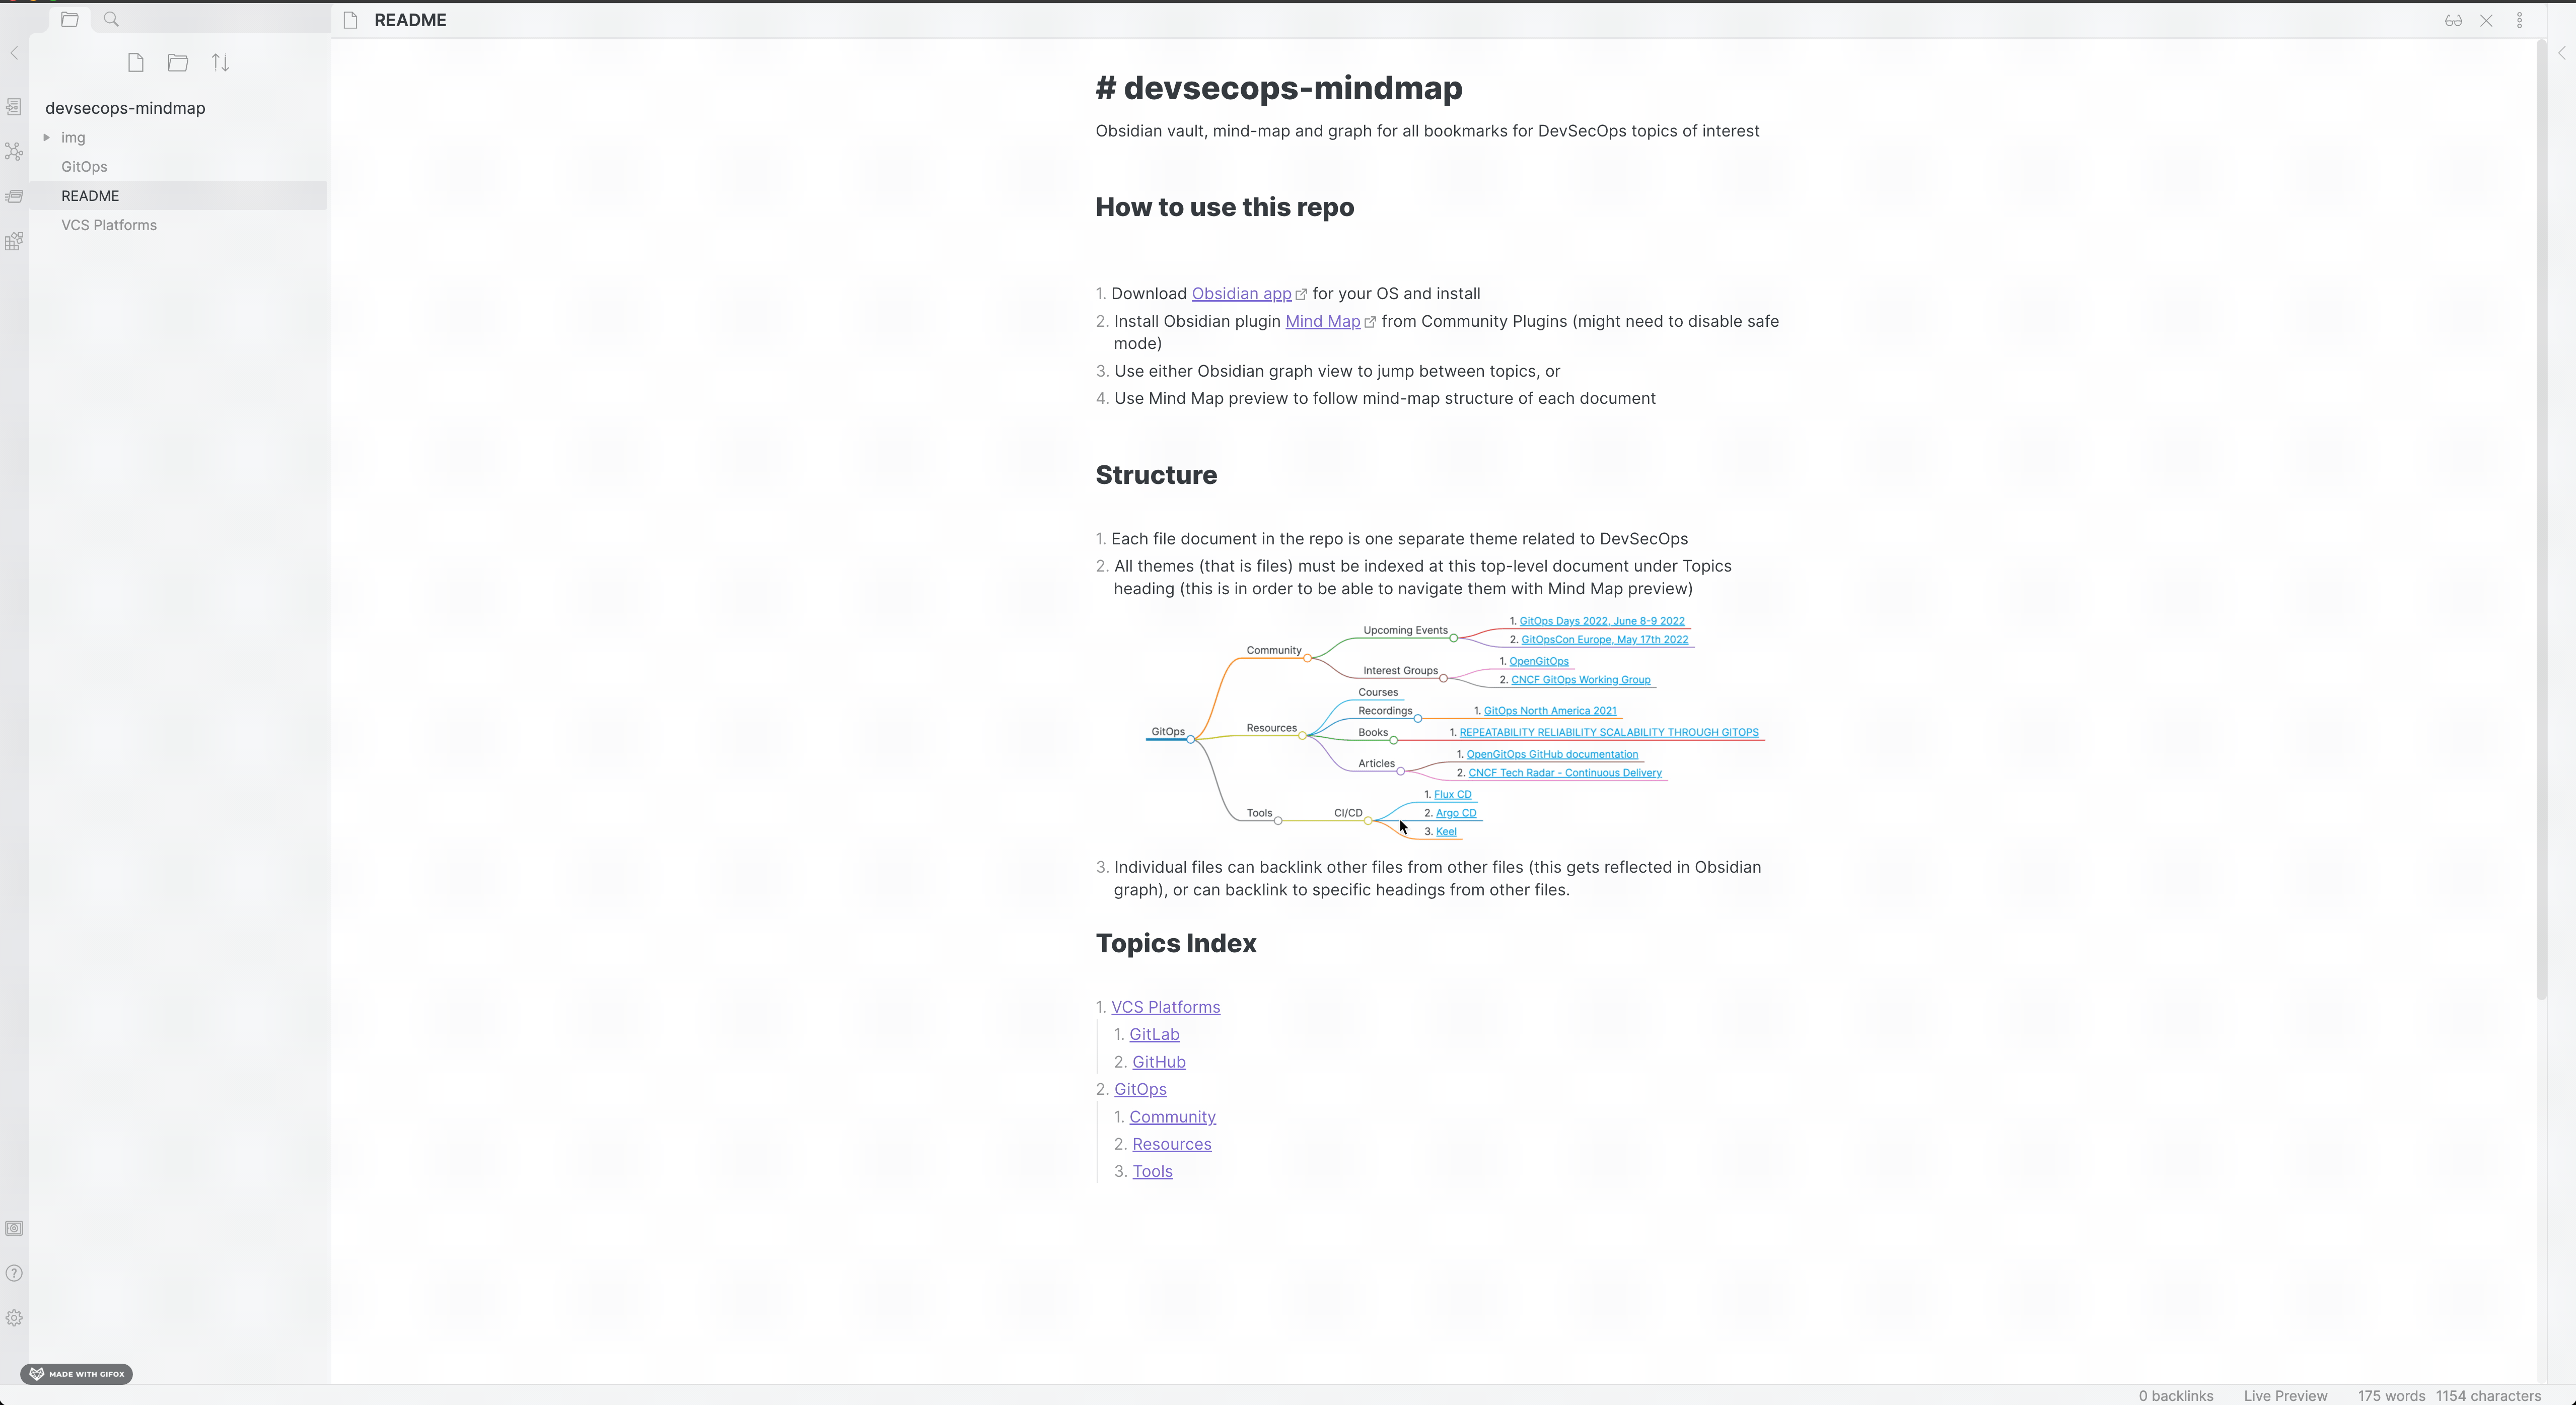 README
devsecops-mindmap
img
GitOps
README
VCS Platforms
# devsecops-mindmap
Obsidian vault, mind-map and graph for all bookmarks for DevSecOps topics of interest
How to use this repo
1. Download Obsidian app for your OS and install
2. Install Obsidian plugin Mind Map from Community Plugins (might need to disable safe
mode)
3. Use either Obsidian graph view to jump between topics, or
4. Use Mind Map preview to follow mind-map structure of each document
Structure
1. Each file document in the repo is one separate theme related to DevSecOps
2. All themes (that is files) must be indexed at this top-level document under Topics
heading (this is in order to be able to navigate them with Mind Map preview)
GitOps
Community
Upcoming Events
1. GitOps Days 2022, June 8-9 2022
2. GitOpsCon Europe, May 17th 2022
Interest Groups
1. OpenGitOps
2. CNCF GitOps Working Group
Resources
Courses
Recordings
1. GitOps North America 2021
Books
1. REPEATABILITY RELIABILITY SCALABILITY THROUGH GITOPS
Articles
1. OpenGitOps GitHub documentation
2. CNCF Tech Radar - Continuous Delivery
Tools
CI/CD
1. Flux CD
2. Argo CD
3. Keel
3. Individual files can backlink other files from other files (this gets reflected in Obsidian
graph), or can backlink to specific headings from other files.
Topics Index
1. VCS Platforms
1. GitLab
2. GitHub
2. GitOps
1. Community
2. Resources
3. Tools
MADE WITH GIFOX
0 backlinks Live Preview 175 words 1154 characters